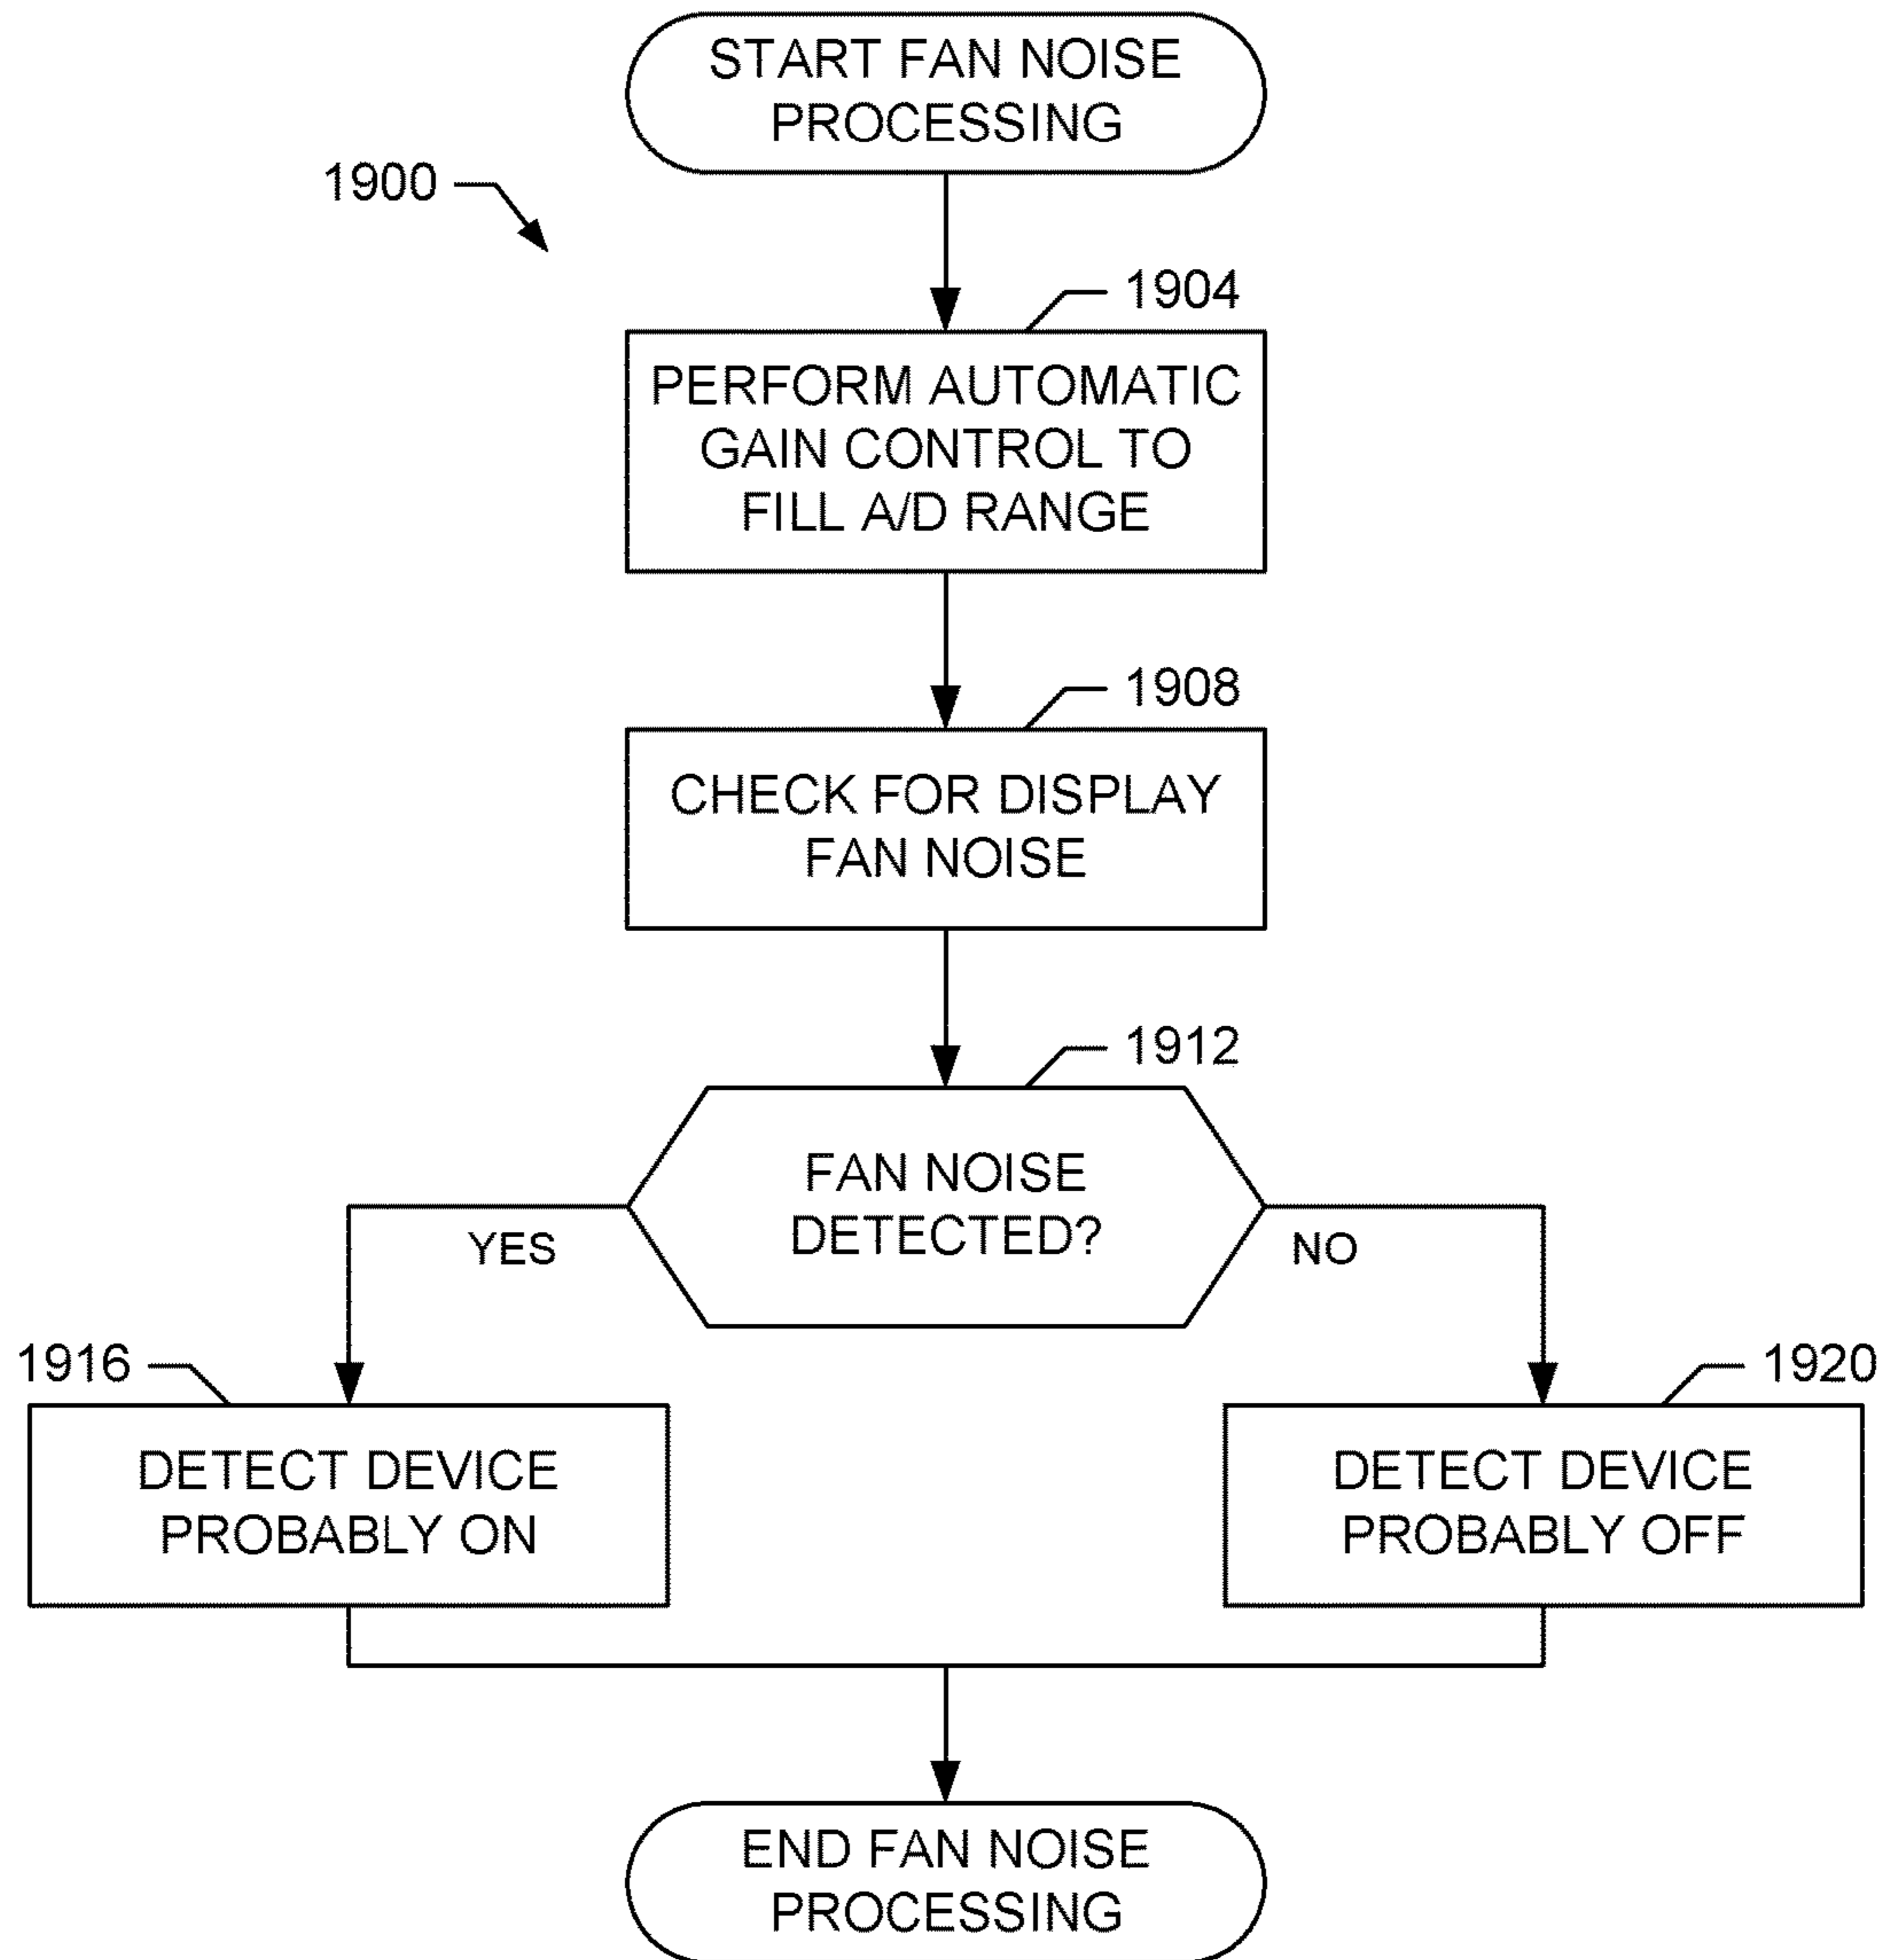 START FAN NOISE
PROCESSING
1900
1904
PERFORM AUTOMATIC
GAIN CONTROL TO
FILL A/D RANGE
1908
CHECK FOR DISPLAY
FAN NOISE
1912
FAN NOISE
DETECTED?
YES
NO
1916
DETECT DEVICE
PROBABLY ON
1920
DETECT DEVICE
PROBABLY OFF
END FAN NOISE
PROCESSING